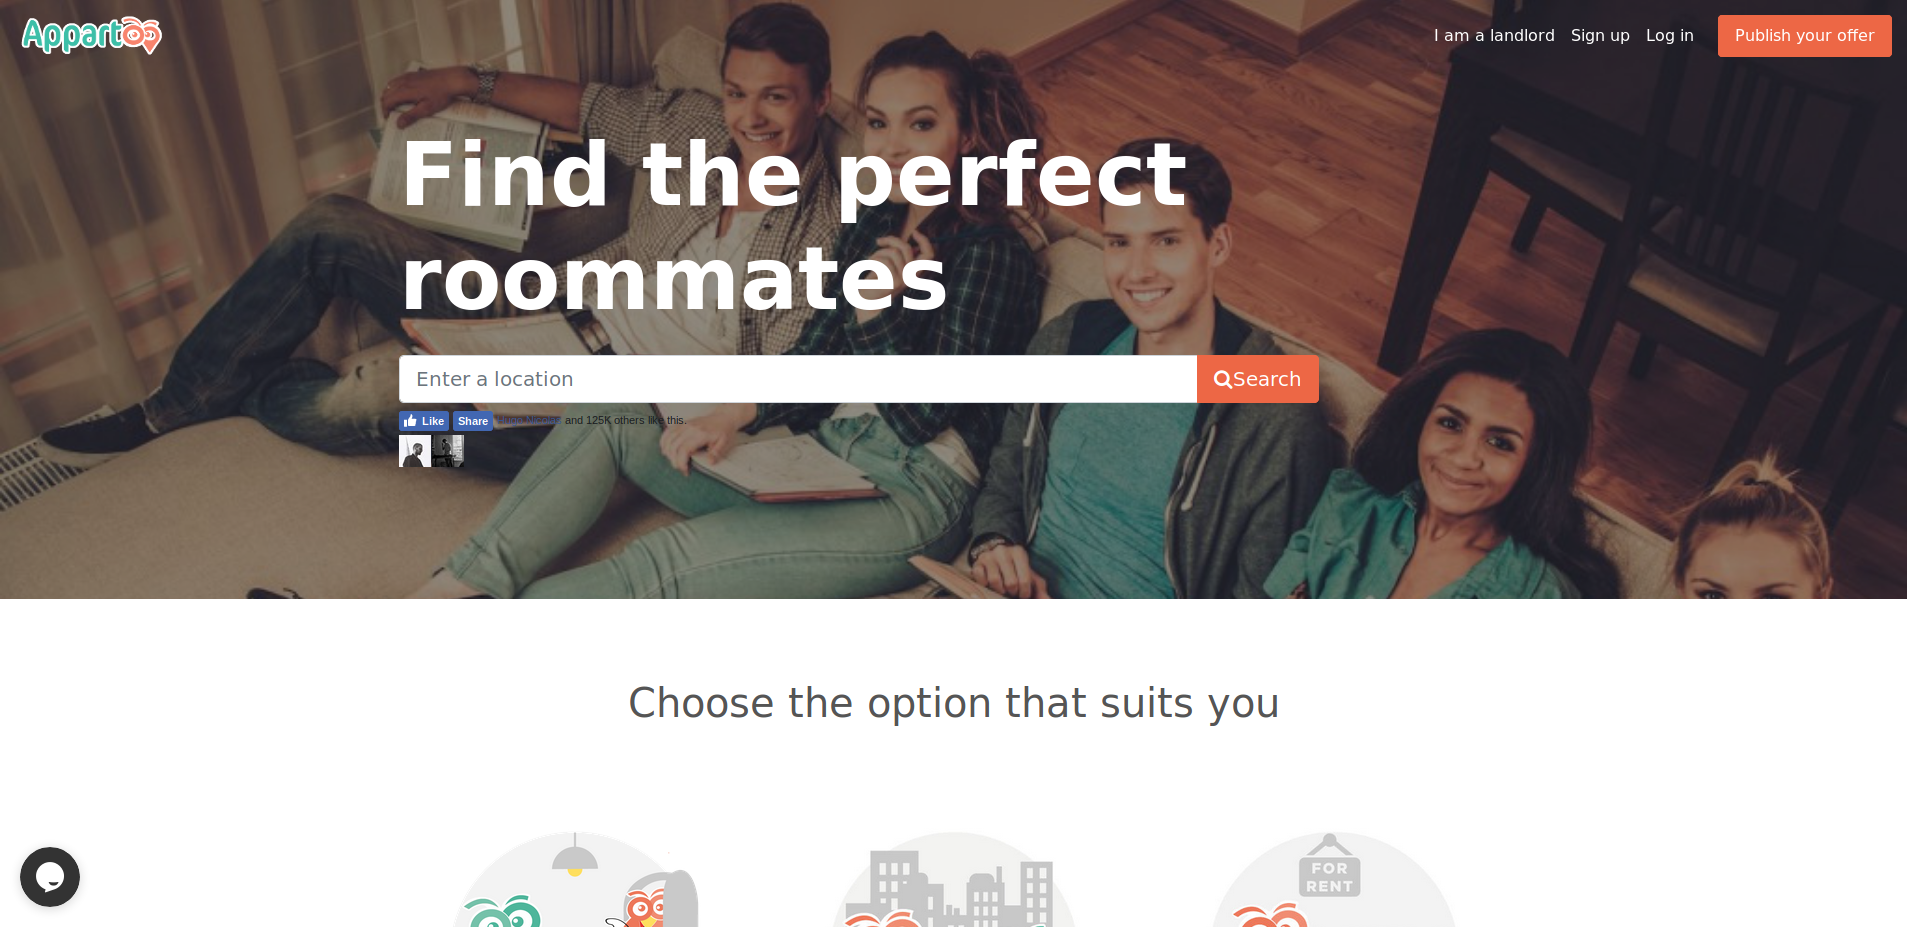 Appartoo
I am a landlord
Sign up
Log in
Publish your offer
Find the perfect
roommates
Enter a location
Search
Like
Share
and 125K others like this.
Choose the option that suits you
FOR
RENT